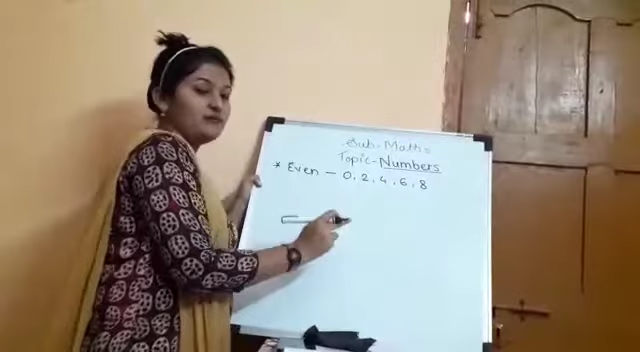 Sub-Maths
Topic-Numbers
* Even - 0, 2, 4, 6, 8